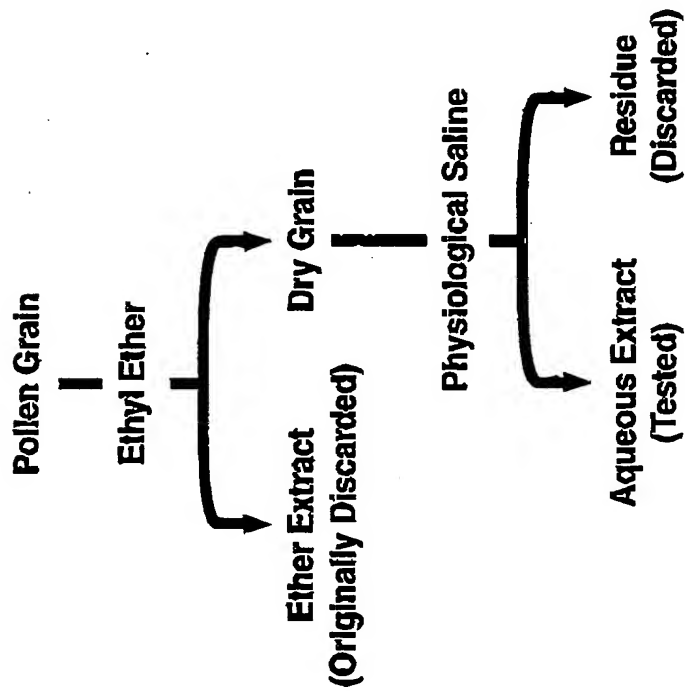 Pollen Grain
Ethyl Ether
Ether Extract
(Originally Discarded)
Dry Grain
Physiological Saline
Aqueous Extract
(Tested)
Residue
(Discarded)